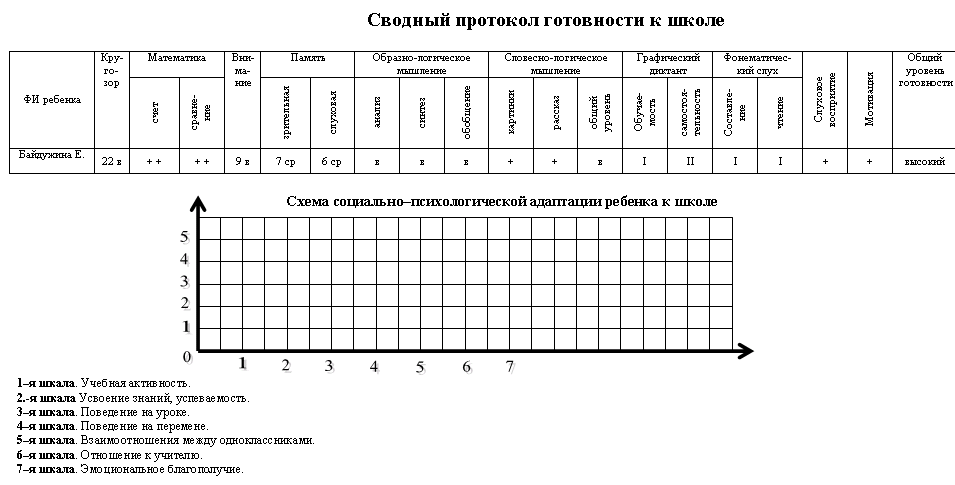 Сводный протокол готовности к школе
ФИ ребенка
Кру-
го-
зор
Математика
счет
сравне-
ние
Вни-
ма-
ние
Память
зрительная
слуховая
Образно-логическое
мышление
анализ
синтез
обобщение
Словесно-логическое
мышление
картинки
рассказ
общий
уровень
Графический
диктант
Обучае-
мость
самостоя-
тельность
Фонематичес-
кий слух
Составле-
ние
чтение
Слуховое
восприятие
Мотивация
Общий
уровень
готовности
Байдужина Е. 22 в + + + + 9 в 7 ср 6 ср в в в + + в I II I I + + высокий
Схема социально–психологической адаптации ребенка к школе
5
4
3
2
1
0
1 2 3 4 5 6 7
1–я шкала. Учебная активность.
2.-я шкала Усвоение знаний, успеваемость.
3–я шкала. Поведение на уроке.
4–я шкала. Поведение на перемене.
5–я шкала. Взаимоотношения между одноклассниками.
6–я шкала. Отношение к учителю.
7–я шкала. Эмоциональное благополучие.